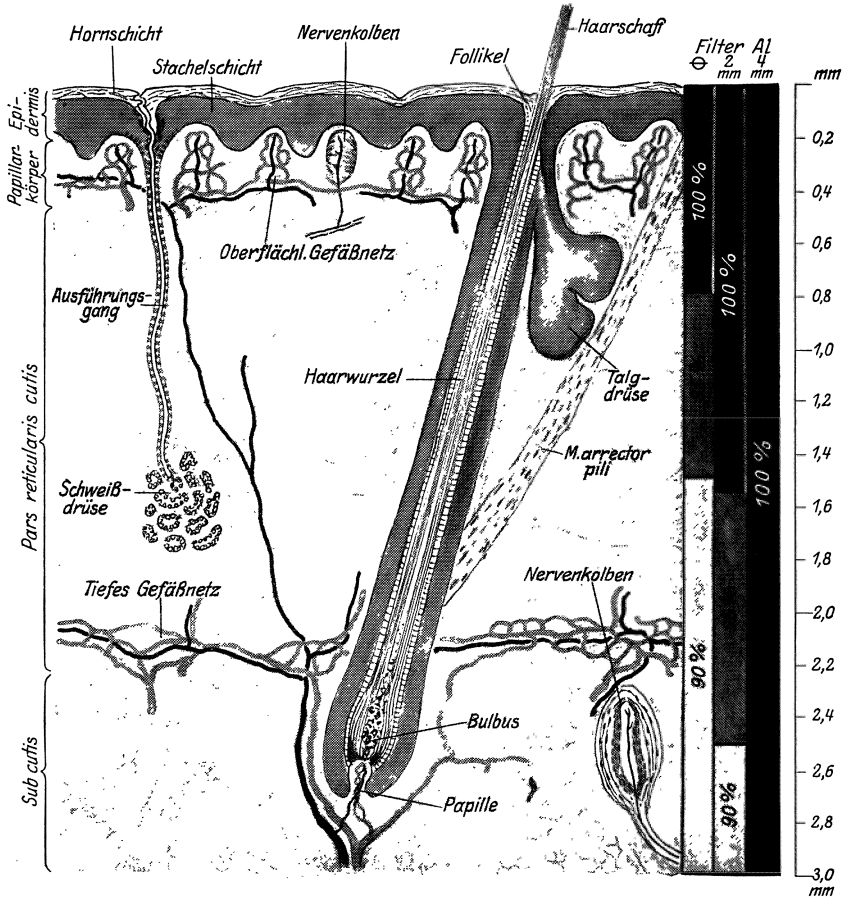 Hornschicht
Nervenkolben
Haarschaft
Stachelschicht
Follikel
Filter Al
⌀ 2 4
mm mm
mm
Epi-
dermis
Papillar-
körper
0,2
0,4
Oberflächl. Gefäßnetz
0,6
Ausführungs-
gang
0,8
1,0
Haarwurzel
Talg-
drüse
1,2
Pars reticularis cutis
1,4
M. arrector
pili
Schweiß-
drüse
1,6
1,8
Tiefes Gefäßnetz
Nervenkolben
2,0
2,2
2,4
Bulbus
Sub cutis
2,6
Papille
2,8
3,0
mm
100%
100%
100%
90%
90%